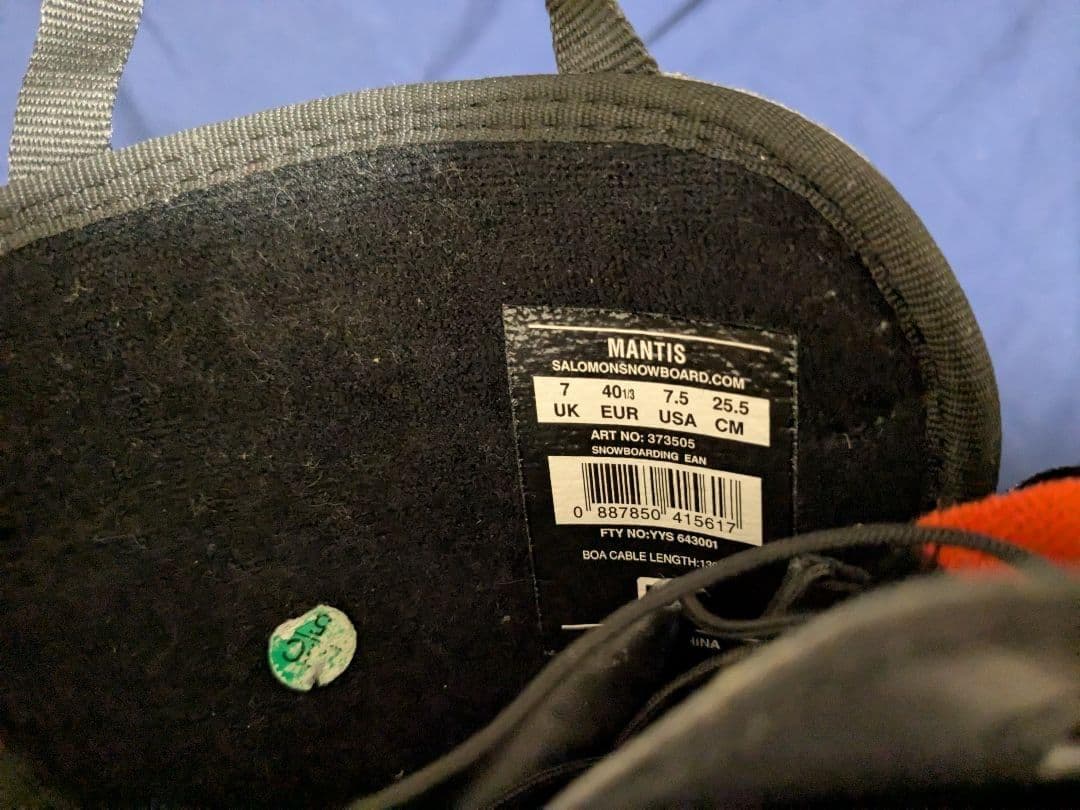 MANTIS
SALOMONSNOWBOARD.COM
7 40 1/3 7.5 25.5
UK EUR USA CM
ART NO: 373505
SNOWBOARDING EAN
0 887850 415617
FTY NO:YYS 643001
BOA CABLE LENGTH: